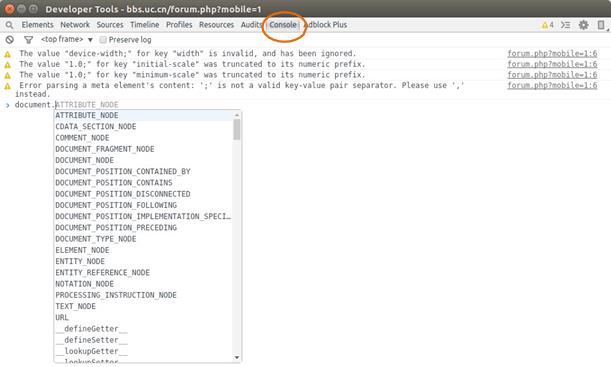 Developer Tools - bbs.uc.cn/forum.php?mobile=1
Elements Network Sources Timeline Profiles Resources Audits Console Adblock Plus 4
<top frame> Preserve log
The value "device-width;" for key "width" is invalid, and has been ignored. forum.php?mobile=1:6
The value "1.0;" for key "initial-scale" was truncated to its numeric prefix. forum.php?mobile=1:6
The value "1.0;" for key "minimum-scale" was truncated to its numeric prefix. forum.php?mobile=1:6
Error parsing a meta element's content: ';' is not a valid key-value pair separator. Please use ',' forum.php?mobile=1:6
instead.
document.ATTRIBUTE_NODE
ATTRIBUTE_NODE
CDATA_SECTION_NODE
COMMENT_NODE
DOCUMENT_FRAGMENT_NODE
DOCUMENT_NODE
DOCUMENT_POSITION_CONTAINED_BY
DOCUMENT_POSITION_CONTAINS
DOCUMENT_POSITION_DISCONNECTED
DOCUMENT_POSITION_FOLLOWING
DOCUMENT_POSITION_IMPLEMENTATION_SPECI…
DOCUMENT_POSITION_PRECEDING
DOCUMENT_TYPE_NODE
ELEMENT_NODE
ENTITY_NODE
ENTITY_REFERENCE_NODE
NOTATION_NODE
PROCESSING_INSTRUCTION_NODE
TEXT_NODE
URL
__defineGetter__
__defineSetter__
__lookupGetter__
__lookupSetter__